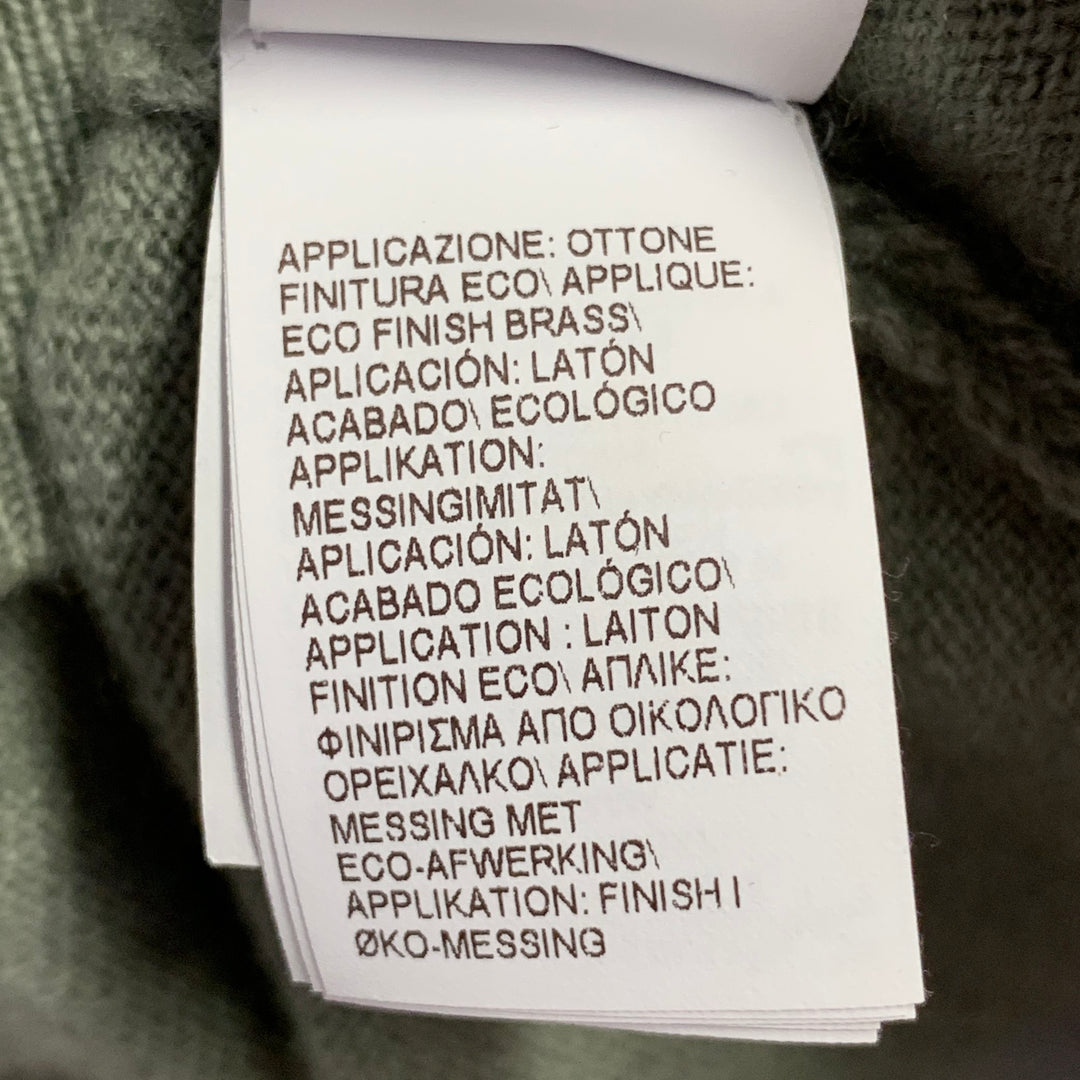 APPLICAZIONE: OTTONE
FINITURA ECO\ APPLIQUE:
ECO FINISH BRASS\
APLICACIÓN: LATÓN
ACABADO\ ECOLÓGICO
APPLIKATION:
MESSINGIMITAT\
APLICACIÓN: LATÓN
ACABADO ECOLÓGICO\
APPLICATION : LAITON
FINITION ECO\ ΑΠΛΙΚΕ:
ΦΙΝΙΡΙΣΜΑ ΑΠΟ ΟΙΚΟΛΟΓΙΚΟ
ΟΡΕΙΧΑΛΚΟ\ APPLICATIE:
MESSING MET
ECO-AFWERKING\
APPLIKATION: FINISH I
ØKO-MESSING